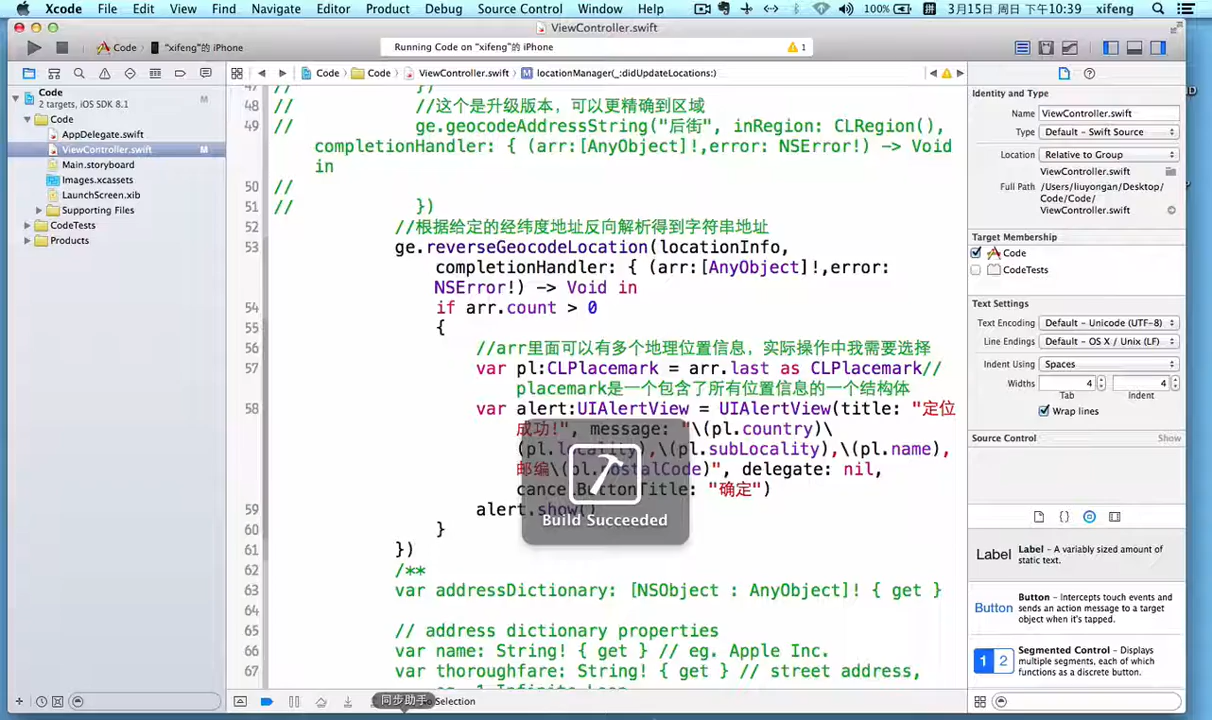 Xcode File Edit View Find Navigate Editor Product Debug Source Control Window Help 100% 拼 3月15日 周日 下午10:39 xifeng
ViewController.swift
Code "xifeng"的 iPhone
Running Code on "xifeng"的 iPhone
1
Code Code ViewController.swift locationManager(_:didUpdateLocations:)
Code
2 targets, iOS SDK 8.1
M
Code
AppDelegate.swift
ViewController.swift M
Main.storyboard
Images.xcassets
LaunchScreen.xib
Supporting Files
CodeTests
Products
47 // })
48 // //这个是升级版本，可以更精确到区域
49 // ge.geocodeAddressString("后街", inRegion: CLRegion(),
completionHandler: { (arr:[AnyObject]!,error: NSError!) -> Void
in
50 //
51 // })
52 //根据给定的经纬度地址反向解析得到字符串地址
53 ge.reverseGeocodeLocation(locationInfo,
completionHandler: { (arr:[AnyObject]!,error:
NSError!) -> Void in
54 if arr.count > 0
55 {
56 //arr里面可以有多个地理位置信息，实际操作中我需要选择
57 var pl:CLPlacemark = arr.last as CLPlacemark//
placemark是一个包含了所有位置信息的一个结构体
58 var alert:UIAlertView = UIAlertView(title: "定位
成功!", message: "\(pl.country)\
(pl.locality),\(pl.subLocality),\(pl.name),
邮编\(pl.postalCode)", delegate: nil,
cancelButtonTitle: "确定")
59 alert.show()
60 }
61 })
62 /**
63 var addressDictionary: [NSObject : AnyObject]! { get }
64
65 // address dictionary properties
66 var name: String! { get } // eg. Apple Inc.
67 var thoroughfare: String! { get } // street address,
eg. 1 Infinite Loop
Build Succeeded
同步助手
No Selection
Identity and Type
Name ViewController.swift
Type Default - Swift Source
Location Relative to Group
ViewController.swift
Full Path /Users/liuyongan/Desktop/
Code/Code/
ViewController.swift
Target Membership
Code
CodeTests
Text Settings
Text Encoding Default - Unicode (UTF-8)
Line Endings Default - OS X / Unix (LF)
Indent Using Spaces
Widths 4 4
Tab Indent
Wrap lines
Source Control Show
Label Label - A variably sized amount of
static text.
Button Button - Intercepts touch events and
sends an action message to a target
object when it's tapped.
1 2 Segmented Control - Displays
multiple segments, each of which
functions as a discrete button.